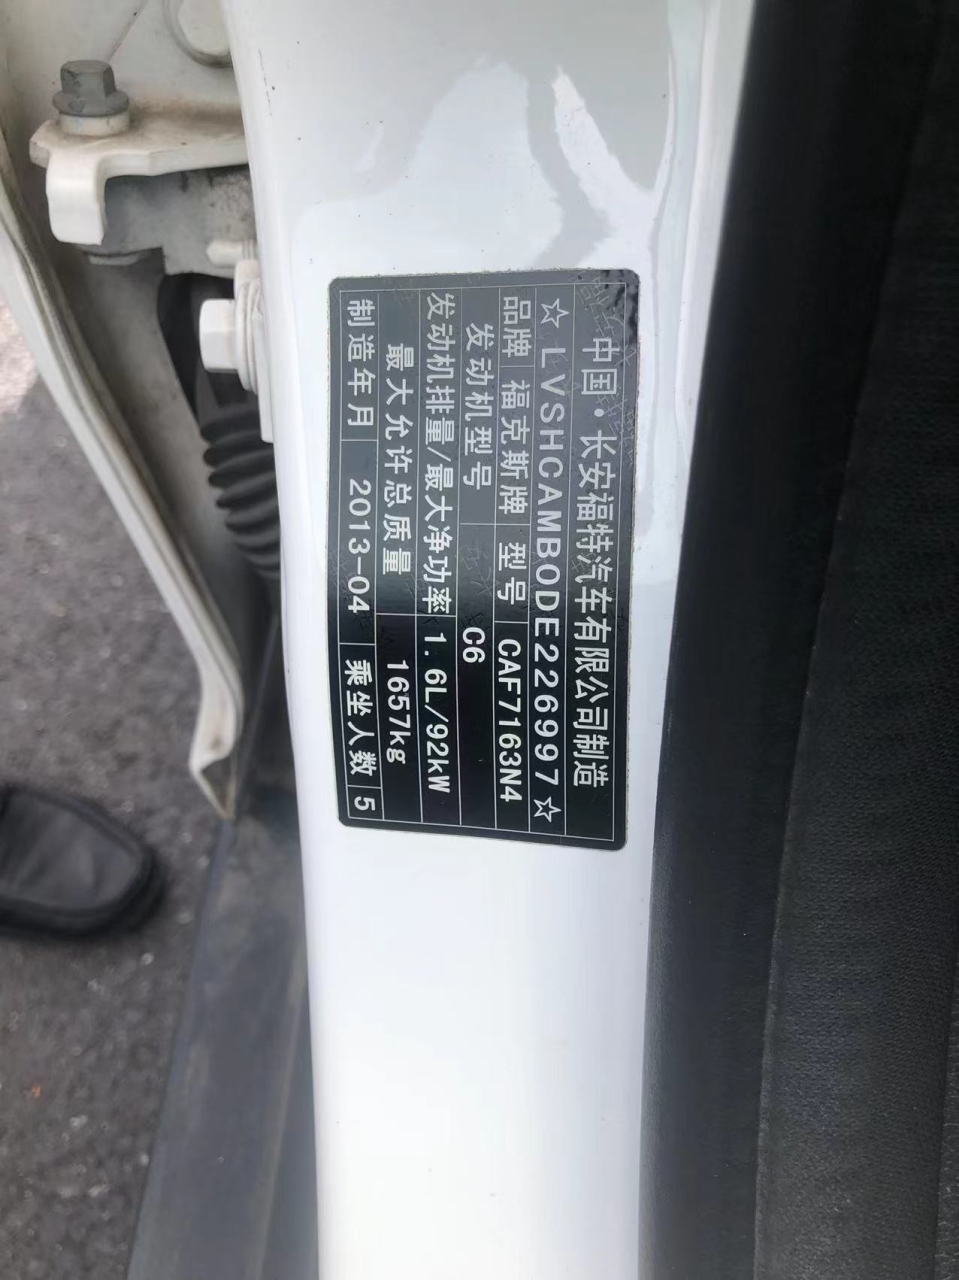 中国·长安福特汽车有限公司制造
☆LVSHCAMB0DE226997☆
品牌 福克斯牌 型号 CAF7163N4
发动机型号 C6
发动机排量/最大净功率 1.6L/92kW
最大允许总质量 1657kg
制造年月 2013-04 乘坐人数 5